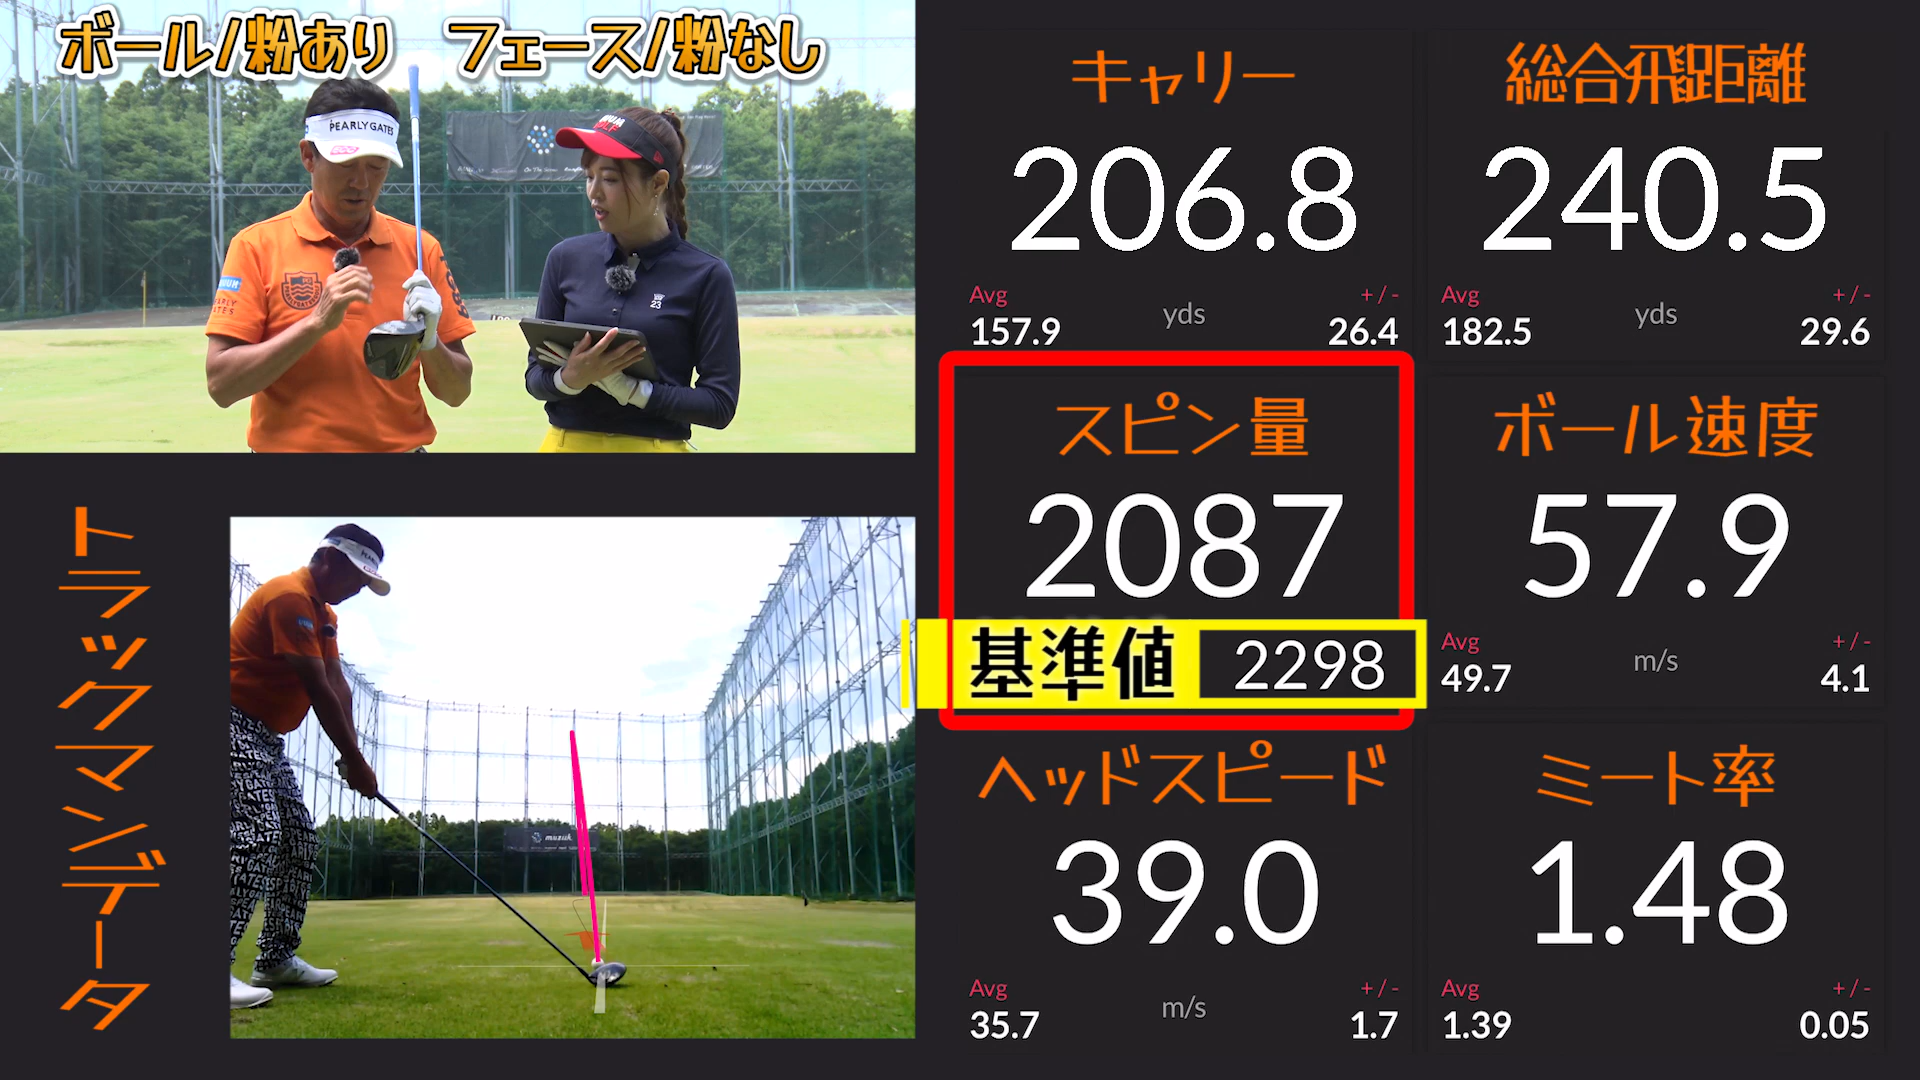 ボール/粉あり　フェース/粉なし
PEARLY GATES
23
トラックマンデータ
muzik
キャリー
206.8
Avg
157.9
yds
+/-
26.4
総合飛距離
240.5
Avg
182.5
yds
+/-
29.6
スピン量
2087
基準値 2298
ボール速度
57.9
Avg
49.7
m/s
+/-
4.1
ヘッドスピード
39.0
Avg
35.7
m/s
+/-
1.7
ミート率
1.48
Avg
1.39
+/-
0.05